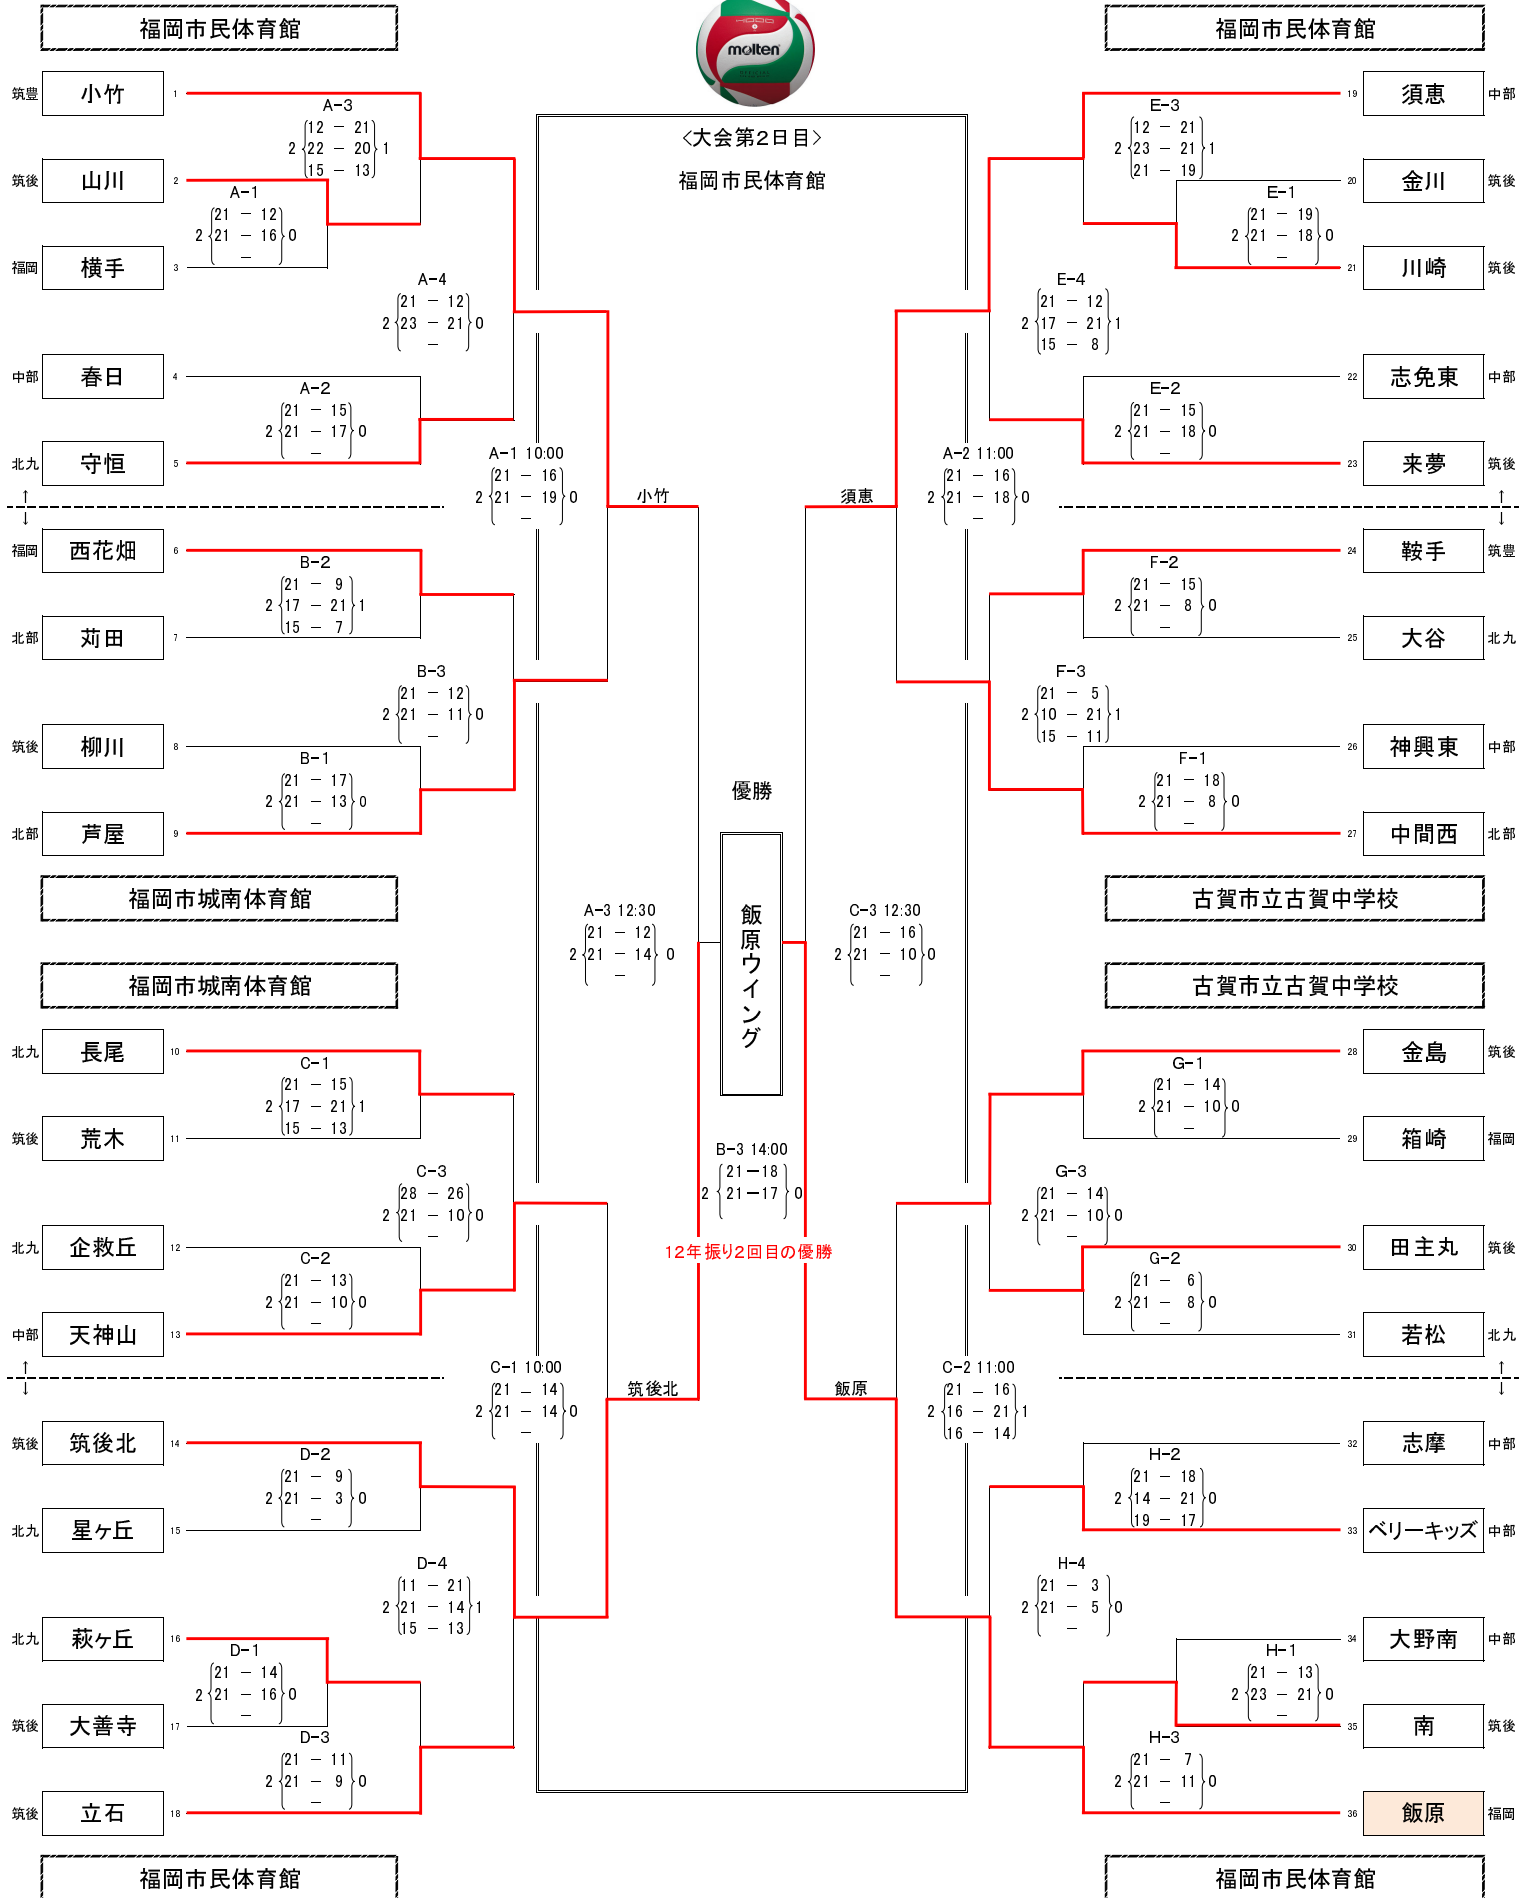 福岡市民体育館
福岡市民体育館
molten
<大会第2日目>
福岡市民体育館
筑豊 小竹 1
A-3
12 － 21
2 22 － 20 1
15 － 13
筑後 山川 2
A-1
21 － 12
2 21 － 16 0
－
福岡 横手 3
A-4
21 － 12
2 23 － 21 0
－
中部 春日 4
A-2
21 － 15
2 21 － 17 0
－
北九 守恒 5
↑
↓
A-1 10:00
21 － 16
2 21 － 19 0
－
小竹
福岡 西花畑 6
B-2
21 － 9
2 17 － 21 1
15 － 7
北部 苅田 7
B-3
21 － 12
2 21 － 11 0
－
筑後 柳川 8
B-1
21 － 17
2 21 － 13 0
－
北部 芦屋 9
福岡市城南体育館
19 須恵 中部
E-3
12 － 21
2 23 － 21 1
21 － 19
20 金川 筑後
E-1
21 － 19
2 21 － 18 0
－
21 川崎 筑後
E-4
21 － 12
2 17 － 21 1
15 － 8
22 志免東 中部
E-2
21 － 15
2 21 － 18 0
－
23 来夢 筑後
↑
↓
須恵
A-2 11:00
21 － 16
2 21 － 18 0
－
24 鞍手 筑豊
F-2
21 － 15
2 21 － 8 0
－
25 大谷 北九
F-3
21 － 5
2 10 － 21 1
15 － 11
26 神興東 中部
F-1
21 － 18
2 21 － 8 0
－
27 中間西 北部
古賀市立古賀中学校
優勝
飯原ウイング
A-3 12:30
21 － 12
2 21 － 14 0
－
C-3 12:30
21 － 16
2 21 － 10 0
－
B-3 14:00
21－18
2 21－17 0
12年振り2回目の優勝
福岡市城南体育館
北九 長尾 10
C-1
21 － 15
2 17 － 21 1
15 － 13
筑後 荒木 11
C-3
28 － 26
2 21 － 10 0
－
北九 企救丘 12
C-2
21 － 13
2 21 － 10 0
－
中部 天神山 13
↑
↓
C-1 10:00
21 － 14
2 21 － 14 0
－
筑後北
筑後 筑後北 14
D-2
21 － 9
2 21 － 3 0
－
北九 星ヶ丘 15
D-4
11 － 21
2 21 － 14 1
15 － 13
北九 萩ヶ丘 16
D-1
21 － 14
2 21 － 16 0
－
筑後 大善寺 17
D-3
21 － 11
2 21 － 9 0
－
筑後 立石 18
福岡市民体育館
古賀市立古賀中学校
28 金島 筑後
G-1
21 － 14
2 21 － 10 0
－
29 箱崎 福岡
G-3
21 － 14
2 21 － 10 0
－
30 田主丸 筑後
G-2
21 － 6
2 21 － 8 0
－
31 若松 北九
↑
↓
飯原
C-2 11:00
21 － 16
2 16 － 21 1
16 － 14
32 志摩 中部
H-2
21 － 18
2 14 － 21 0
19 － 17
33 ベリーキッズ 中部
H-4
21 － 3
2 21 － 5 0
－
34 大野南 中部
H-1
21 － 13
2 23 － 21 0
－
35 南 筑後
H-3
21 － 7
2 21 － 11 0
－
36 飯原 福岡
福岡市民体育館